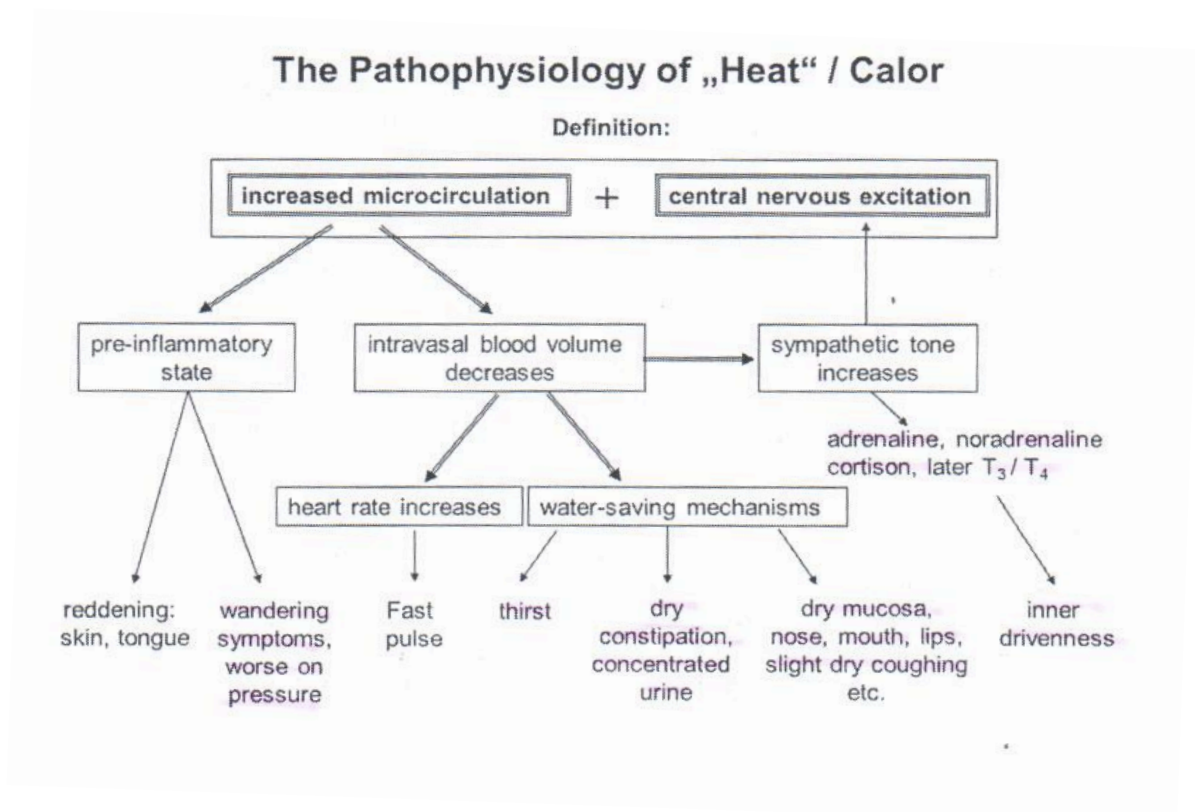 The Pathophysiology of „Heat“ / Calor
Definition:
increased microcirculation + central nervous excitation
pre-inflammatory
state
intravasal blood volume
decreases
sympathetic tone
increases
adrenaline, noradrenaline
cortison, later T₃ / T₄
heart rate increases
water-saving mechanisms
reddening:
skin, tongue
wandering
symptoms,
worse on
pressure
Fast
pulse
thirst
dry
constipation,
concentrated
urine
dry mucosa,
nose, mouth, lips,
slight dry coughing
etc.
inner
drivenness